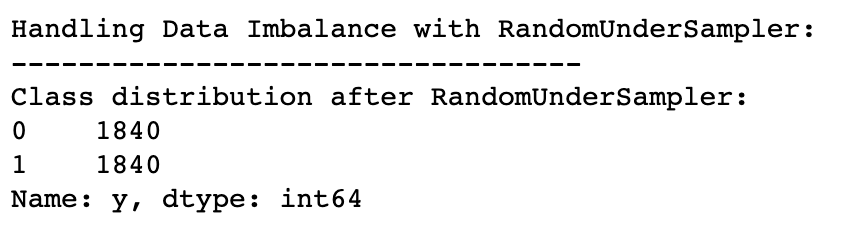 Handling Data Imbalance with RandomUnderSampler:
----------------------------------
Class distribution after RandomUnderSampler:
0    1840
1    1840
Name: y, dtype: int64